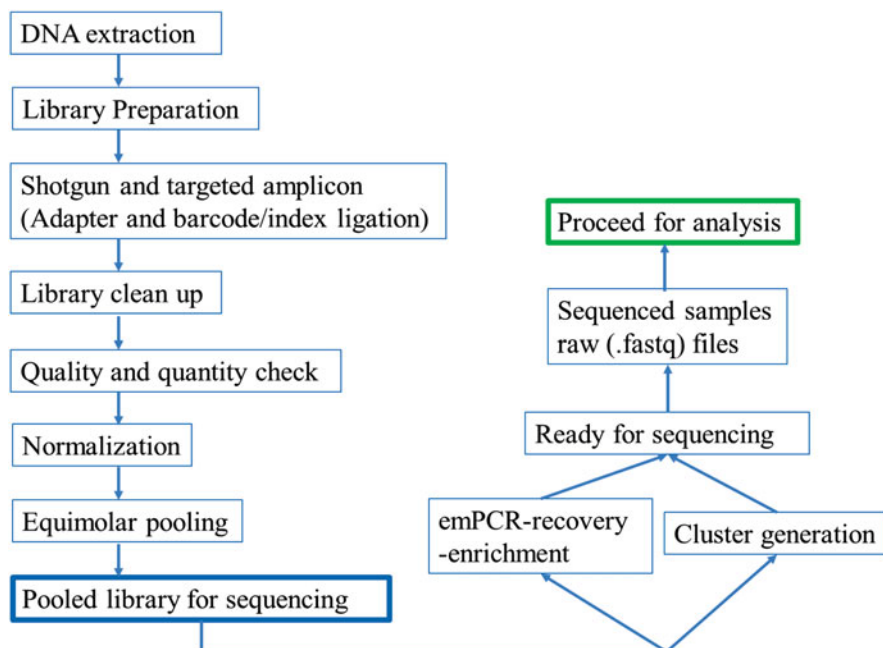 DNA extraction
Library Preparation
Shotgun and targeted amplicon
(Adapter and barcode/index ligation)
Library clean up
Quality and quantity check
Normalization
Equimolar pooling
Pooled library for sequencing
emPCR-recovery
-enrichment
Cluster generation
Ready for sequencing
Sequenced samples
raw (.fastq) files
Proceed for analysis